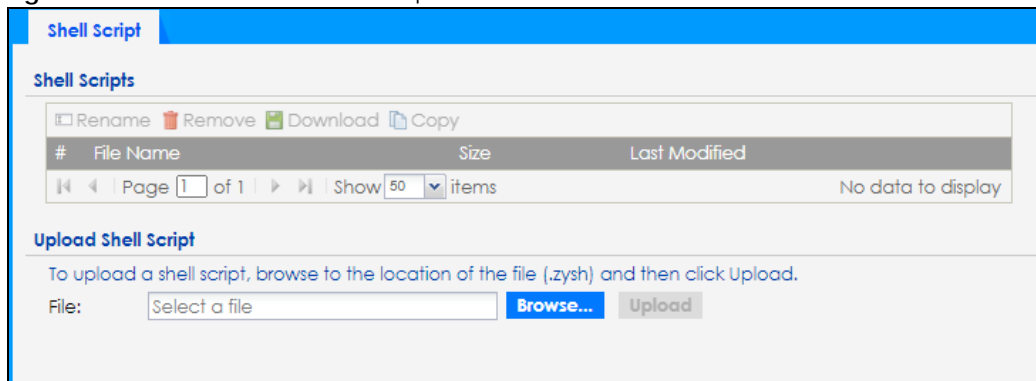 Shell Script
Shell Scripts
Rename Remove Download Copy
# File Name Size Last Modified
Page 1 of 1 Show 50 items No data to display
Upload Shell Script
To upload a shell script, browse to the location of the file (.zysh) and then click Upload.
File: Select a file Browse... Upload